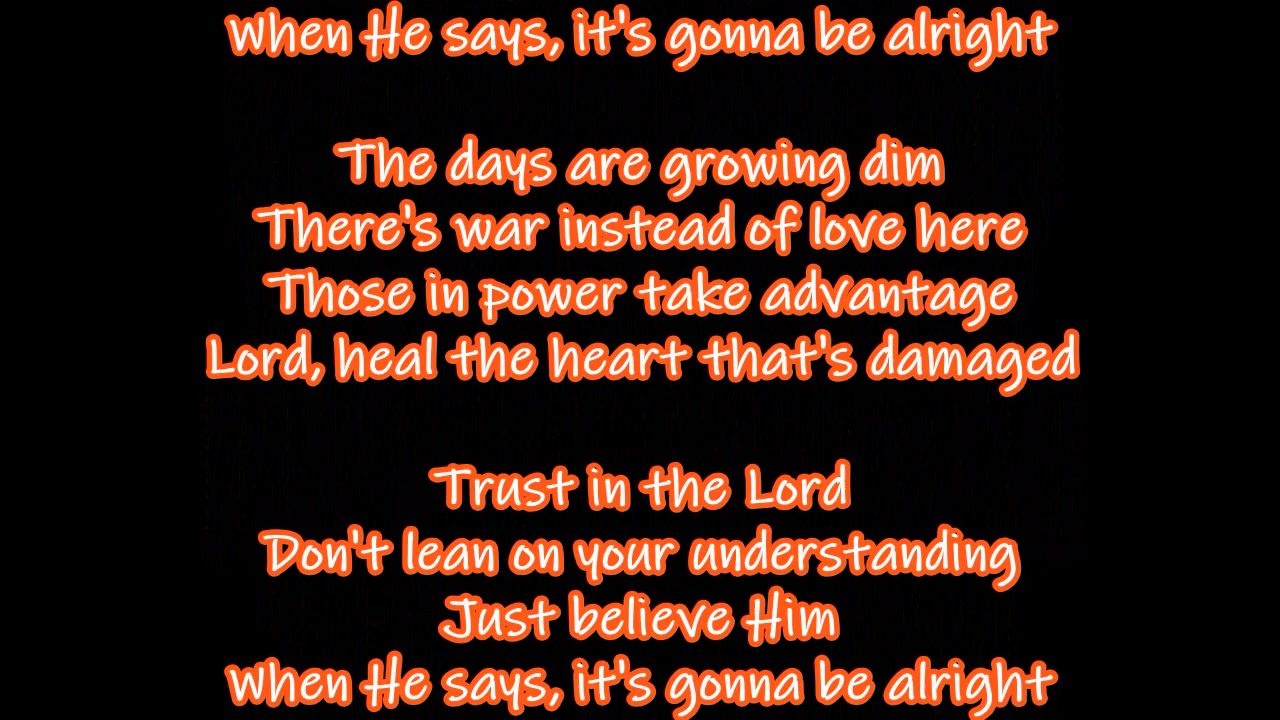 When He says, it's gonna be alright
The days are growing dim
There's war instead of love here
Those in power take advantage
Lord, heal the heart that's damaged
Trust in the Lord
Don't lean on your understanding
Just believe Him
When He says, it's gonna be alright